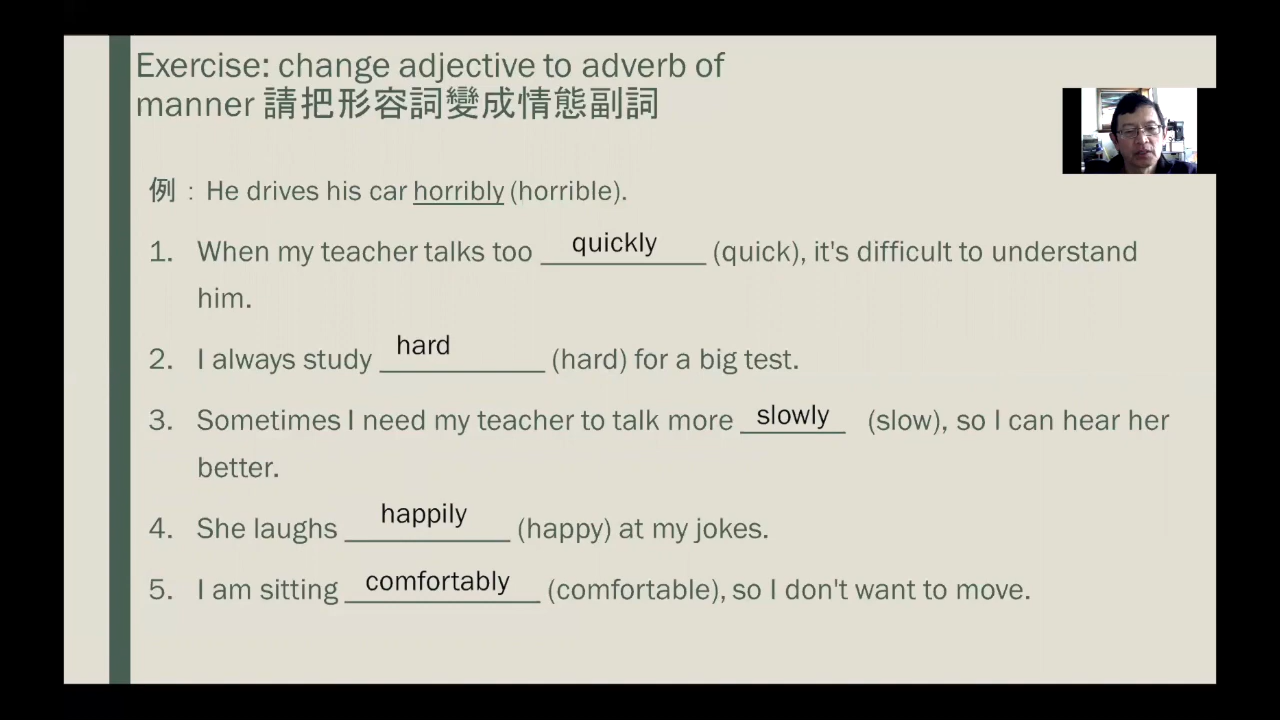 Exercise: change adjective to adverb of
manner 請把形容詞變成情態副詞
例：He drives his car horribly (horrible).
1. When my teacher talks too quickly (quick), it's difficult to understand
him.
2. I always study hard (hard) for a big test.
3. Sometimes I need my teacher to talk more slowly (slow), so I can hear her
better.
4. She laughs happily (happy) at my jokes.
5. I am sitting comfortably (comfortable), so I don't want to move.